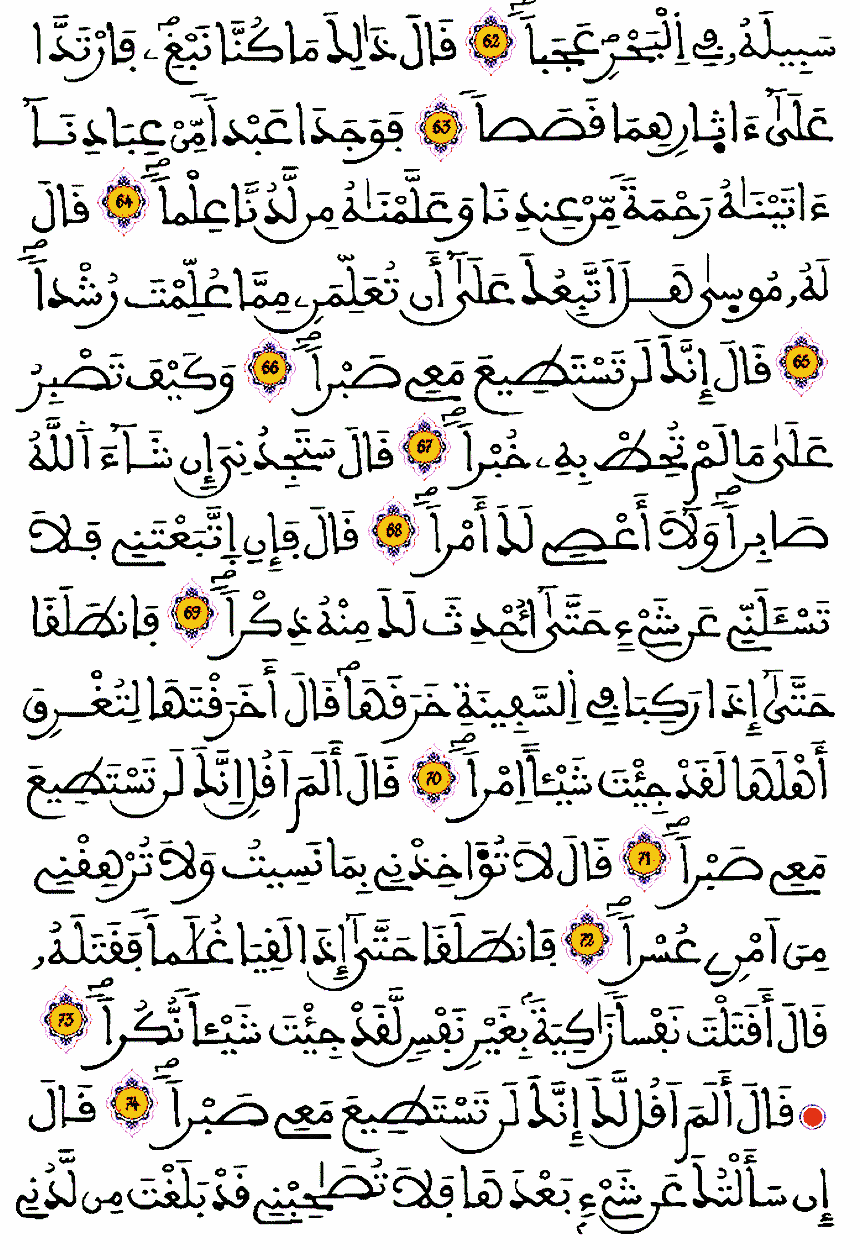 سَبِيلَهُۥ فِے اِ۬لْبَحْرِ عَجَباٗۖ 62 قَالَ ذَٰلِكَ مَا كُنَّا نَبْغِۦ فَارْتَدَّا
عَلَىٰٓ ءَاثٰ۪رِهِمَا قَصَصاٗۖ 63 فَوَجَدَا عَبْداٗ مِّنْ عِبَادِنَآ
ءَاتَيْنَٰهُ رَحْمَةٗ مِّنْ عِندِنَا وَعَلَّمْنَٰهُ مِن لَّدُنَّا عِلْماٗۖ 64 قَالَ
لَهُۥ مُوس۪يٰ هَلَ اَتَّبِعُكَ عَلَىٰٓ أَن تُعَلِّمَنِۦ مِمَّا عُلِّمْتَ رُشْداٗۖ
65 قَالَ إِنَّكَ لَن تَسْتَطِيعَ مَعِے صَبْراٗۖ 66 وَكَيْفَ تَصْبِرُ
عَلَىٰ مَا لَمْ تُحِطْ بِهِۦ خُبْراٗۖ 67 قَالَ سَتَجِدُنِيَ إِن شَآءَ اَ۬للَّهُ
صَابِراٗۖ وَلَآ أَعْصِے لَكَ أَمْراٗۖ 68 قَالَ فَإِنِ اِ۪تَّبَعْتَنِے فَلَا
تَسْـَٔلَنِّے عَن شَےْءٍ حَتَّىٰٓ أُحْدِثَ لَكَ مِنْهُ ذِكْراٗۖ 69 فَانطَلَقَا
حَتَّىٰٓ إِذَا رَكِبَا فِے اِ۬لسَّفِينَةِ خَرَقَهَاۖ قَالَ أَخَرَقْتَهَا لِتُغْرِقَ
أَهْلَهَا لَقَدْ جِئْتَ شَيْـٔاً اِمْراٗۖ 70 قَالَ أَلَمَ اَقُلِ اِنَّكَ لَن تَسْتَطِيعَ
مَعِے صَبْراٗۖ 71 قَالَ لَا تُؤَاخِذْنِے بِمَا نَسِيتُ وَلَا تُرْهِقْنِے
مِنَ اَمْرِے عُسْراٗۖ 72 فَانطَلَقَا حَتَّىٰٓ إِذَا لَقِيَا غُلَٰماٗ فَقَتَلَهُۥ
قَالَ أَقَتَلْتَ نَفْساٗ زَٰكِيَةَۢ بِغَيْرِ نَفْسٖ لَّقَدْ جِئْتَ شَيْـٔاٗ نُّكُراٗۖ 73
قَالَ أَلَمَ اَقُل لَّكَ إِنَّكَ لَن تَسْتَطِيعَ مَعِے صَبْراٗۖ 74 قَالَ
إِن سَأَلْتُكَ عَن شَےْءِۢ بَعْدَهَا فَلَا تُصَٰحِبْنِے قَدْ بَلَغْتَ مِن لَّدُنِے